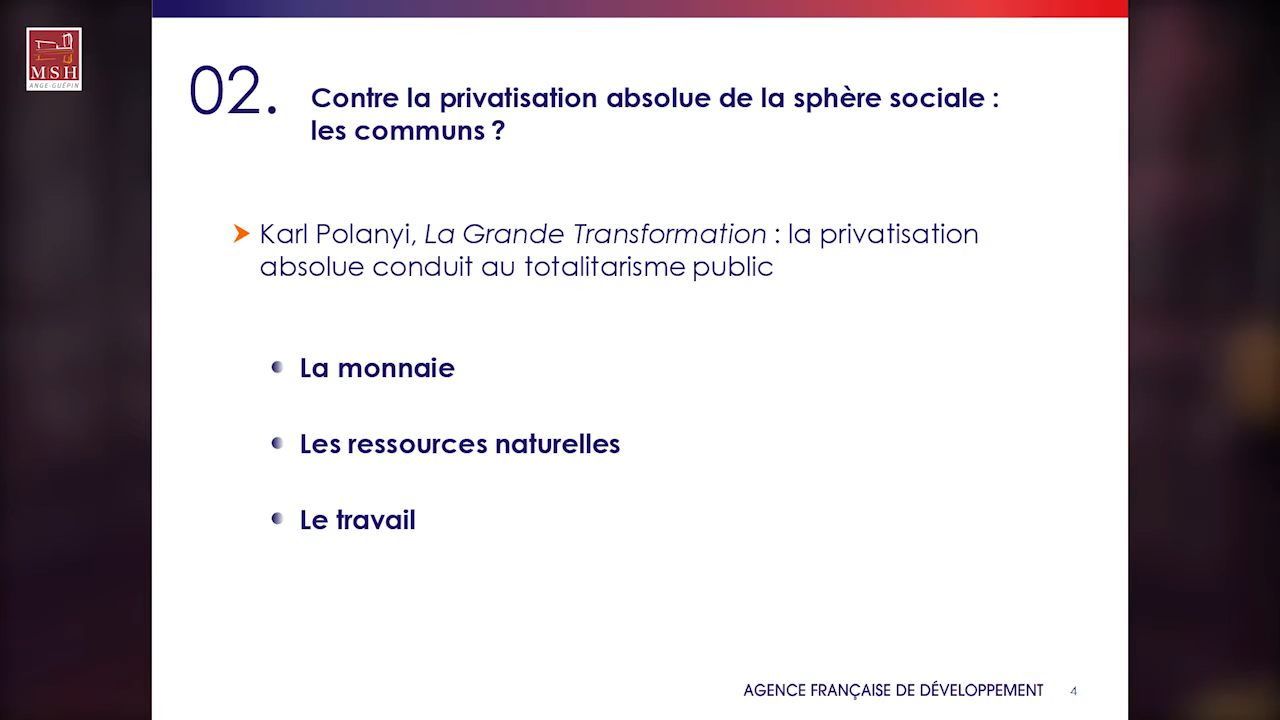 MSH
ANGE-GUÉPIN
02.
Contre la privatisation absolue de la sphère sociale :
les communs ?
Karl Polanyi, La Grande Transformation : la privatisation
absolue conduit au totalitarisme public
La monnaie
Les ressources naturelles
Le travail
AGENCE FRANÇAISE DE DÉVELOPPEMENT 4